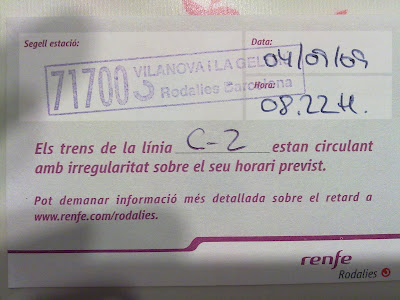 Segell estació:
Data:
04/09/09
71700 VILANOVA I LA GEL
Hora:
Rodalies Barcelona
08.22 H.
Els trens de la línia C-2 estan circulant
amb irregularitat sobre el seu horari previst.
Pot demanar informació més detallada sobre el retard a
www.renfe.com/rodalies.
renfe
Rodalies